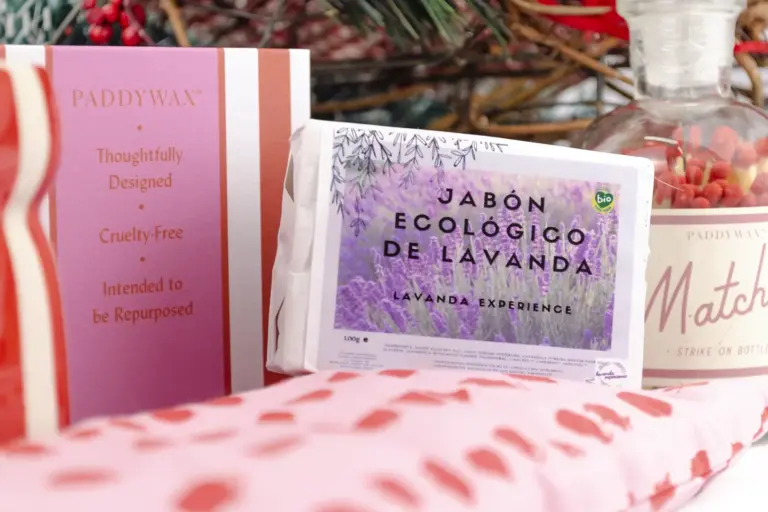 PADDYWAX
Thoughtfully
Designed
Cruelty-Free
Intended to
be Repurposed
bio
JABÓN
ECOLÓGICO
DE LAVANDA
LAVANDA EXPERIENCE
100g e
PADDYWAX
Match
STRIKE ON BOTTLE